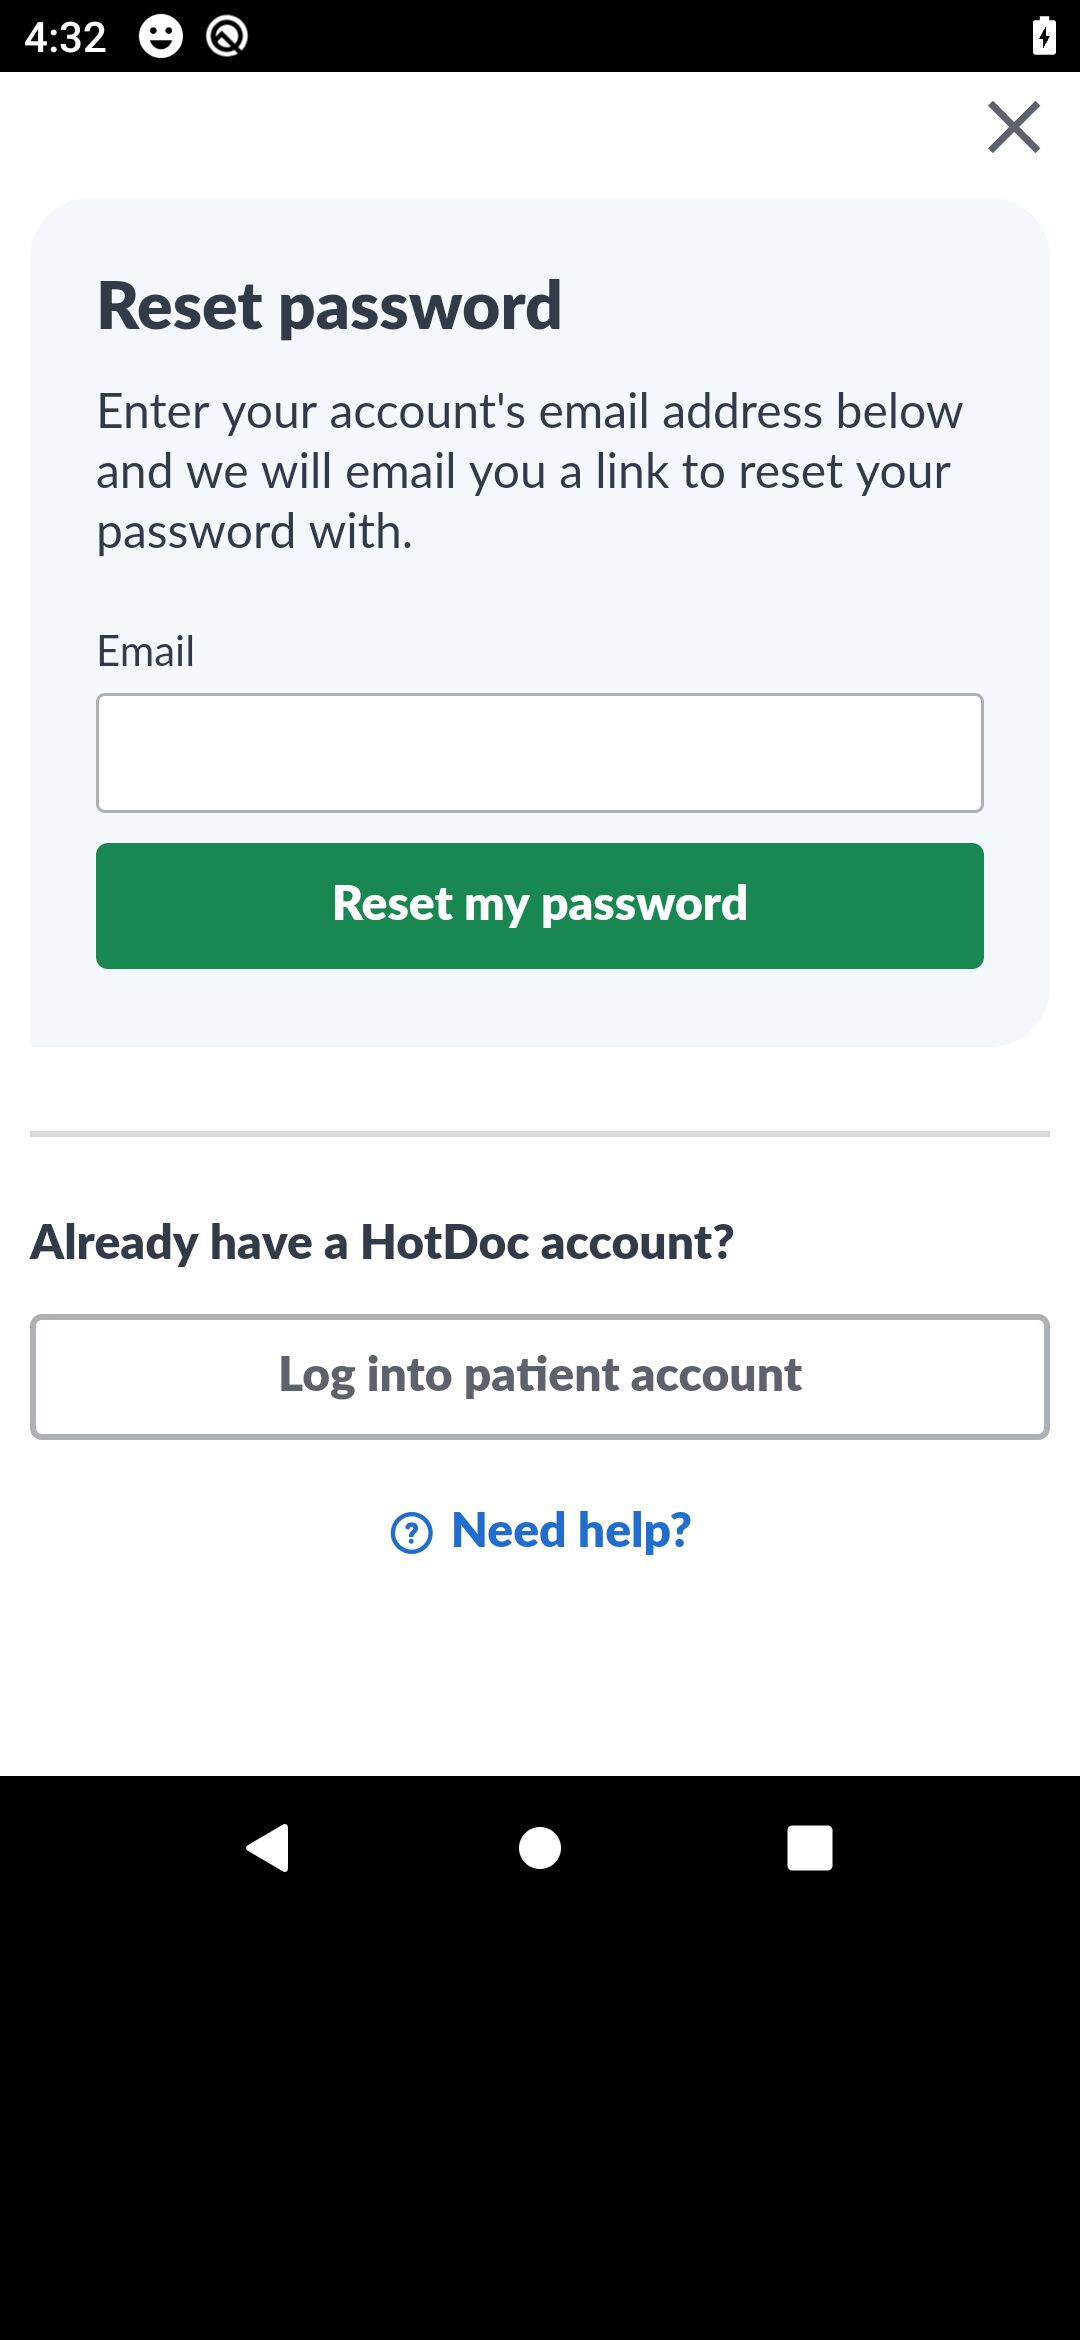 4:32
Reset password
Enter your account's email address below
and we will email you a link to reset your
password with.
Email
Reset my password
Already have a HotDoc account?
Log into patient account
Need help?